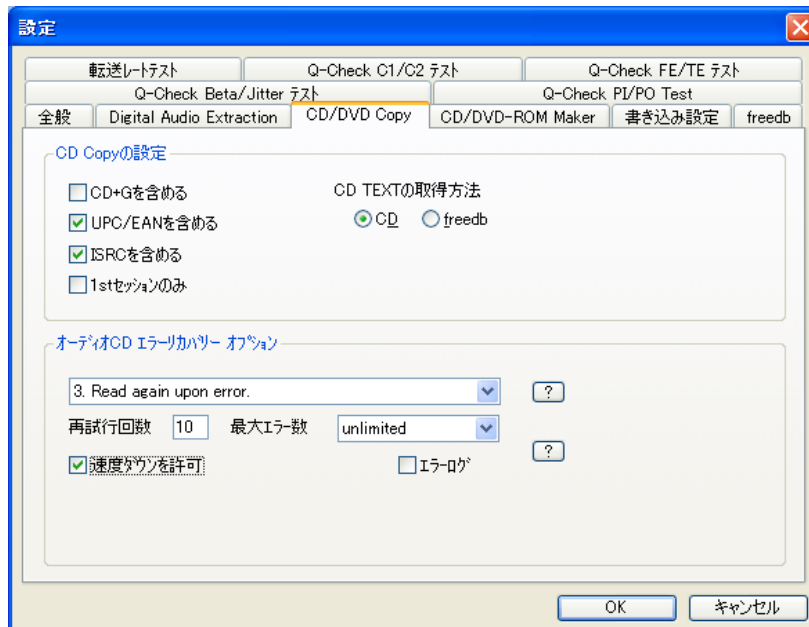 設定
転送レートテスト Q-Check C1/C2 テスト Q-Check FE/TE テスト
Q-Check Beta/Jitter テスト Q-Check PI/PO Test
全般 Digital Audio Extraction CD/DVD Copy CD/DVD-ROM Maker 書き込み設定 freedb
CD Copyの設定
CD+Gを含める CD TEXTの取得方法
UPC/EANを含める CD freedb
ISRCを含める
1stセッションのみ
オーディオCD エラーリカバリー オプション
3. Read again upon error. ?
再試行回数 10 最大エラー数 unlimited
速度ダウンを許可 エラーログ ?
OK キャンセル